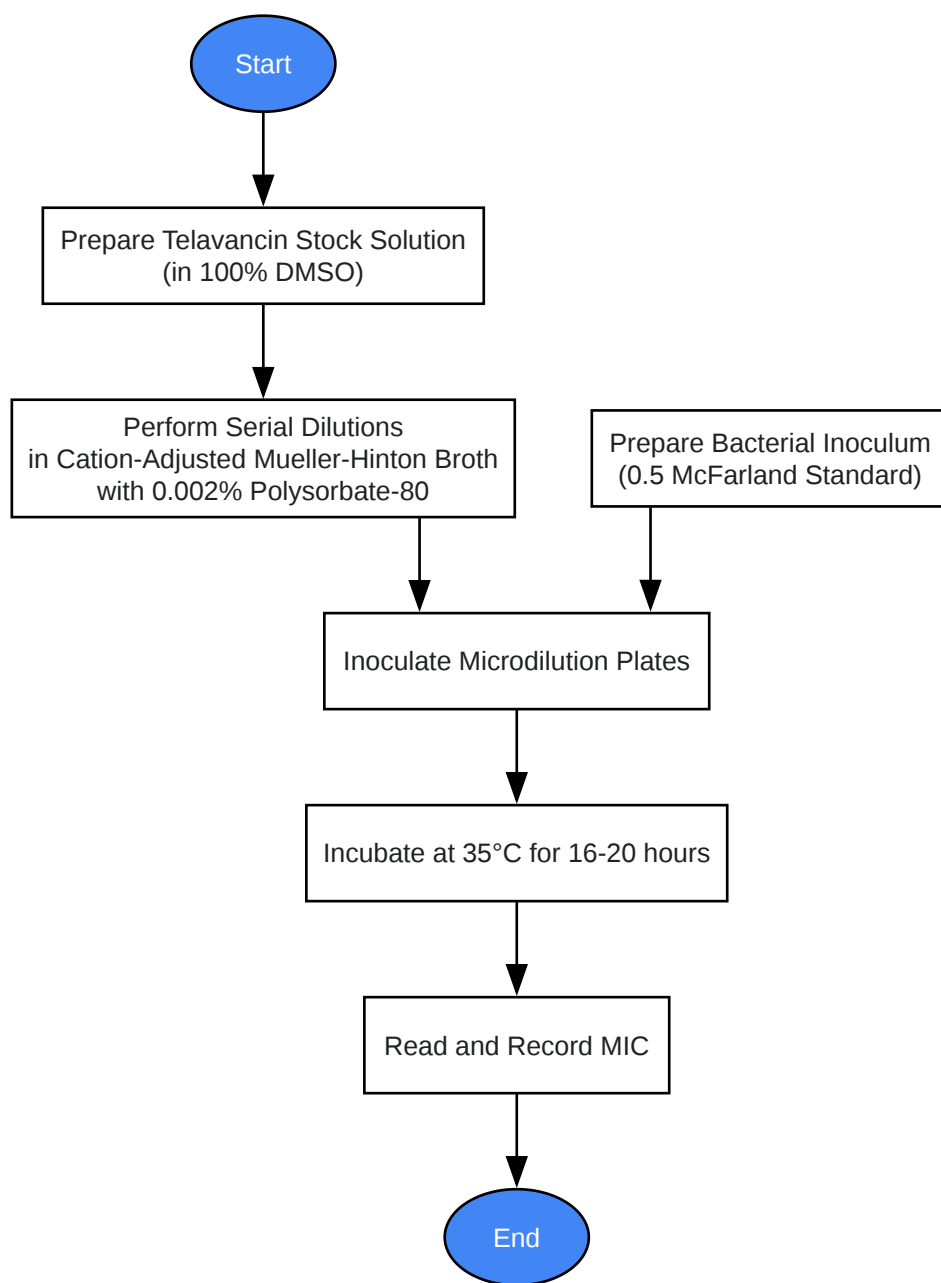 Start
Prepare Telavancin Stock Solution
(in 100% DMSO)
Perform Serial Dilutions
in Cation-Adjusted Mueller-Hinton Broth
with 0.002% Polysorbate-80
Prepare Bacterial Inoculum
(0.5 McFarland Standard)
Inoculate Microdilution Plates
Incubate at 35°C for 16-20 hours
Read and Record MIC
End